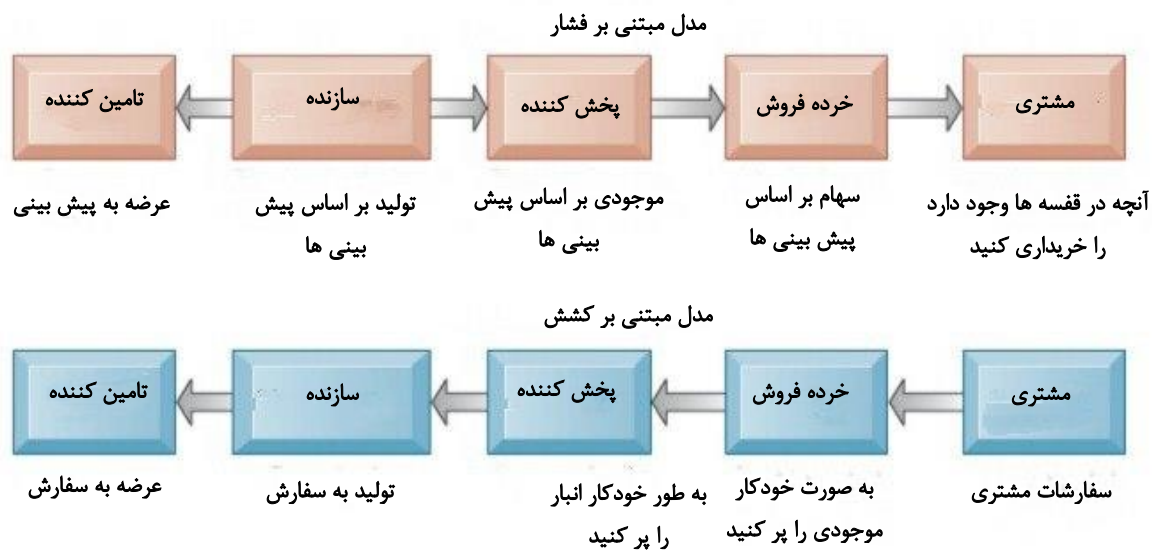 مدل مبتنی بر فشار
مشتری
خرده فروش
پخش کننده
سازنده
تامین کننده
آنچه در قفسه ها وجود دارد
را خریداری کنید
سهام بر اساس
پیش بینی ها
موجودی بر اساس پیش
بینی ها
تولید بر اساس پیش
بینی ها
عرضه به پیش بینی
مدل مبتنی بر کشش
مشتری
خرده فروش
پخش کننده
سازنده
تامین کننده
سفارشات مشتری
به صورت خودکار
موجودی را پر کنید
به طور خودکار انبار
را پر کنید
تولید به سفارش
عرضه به سفارش